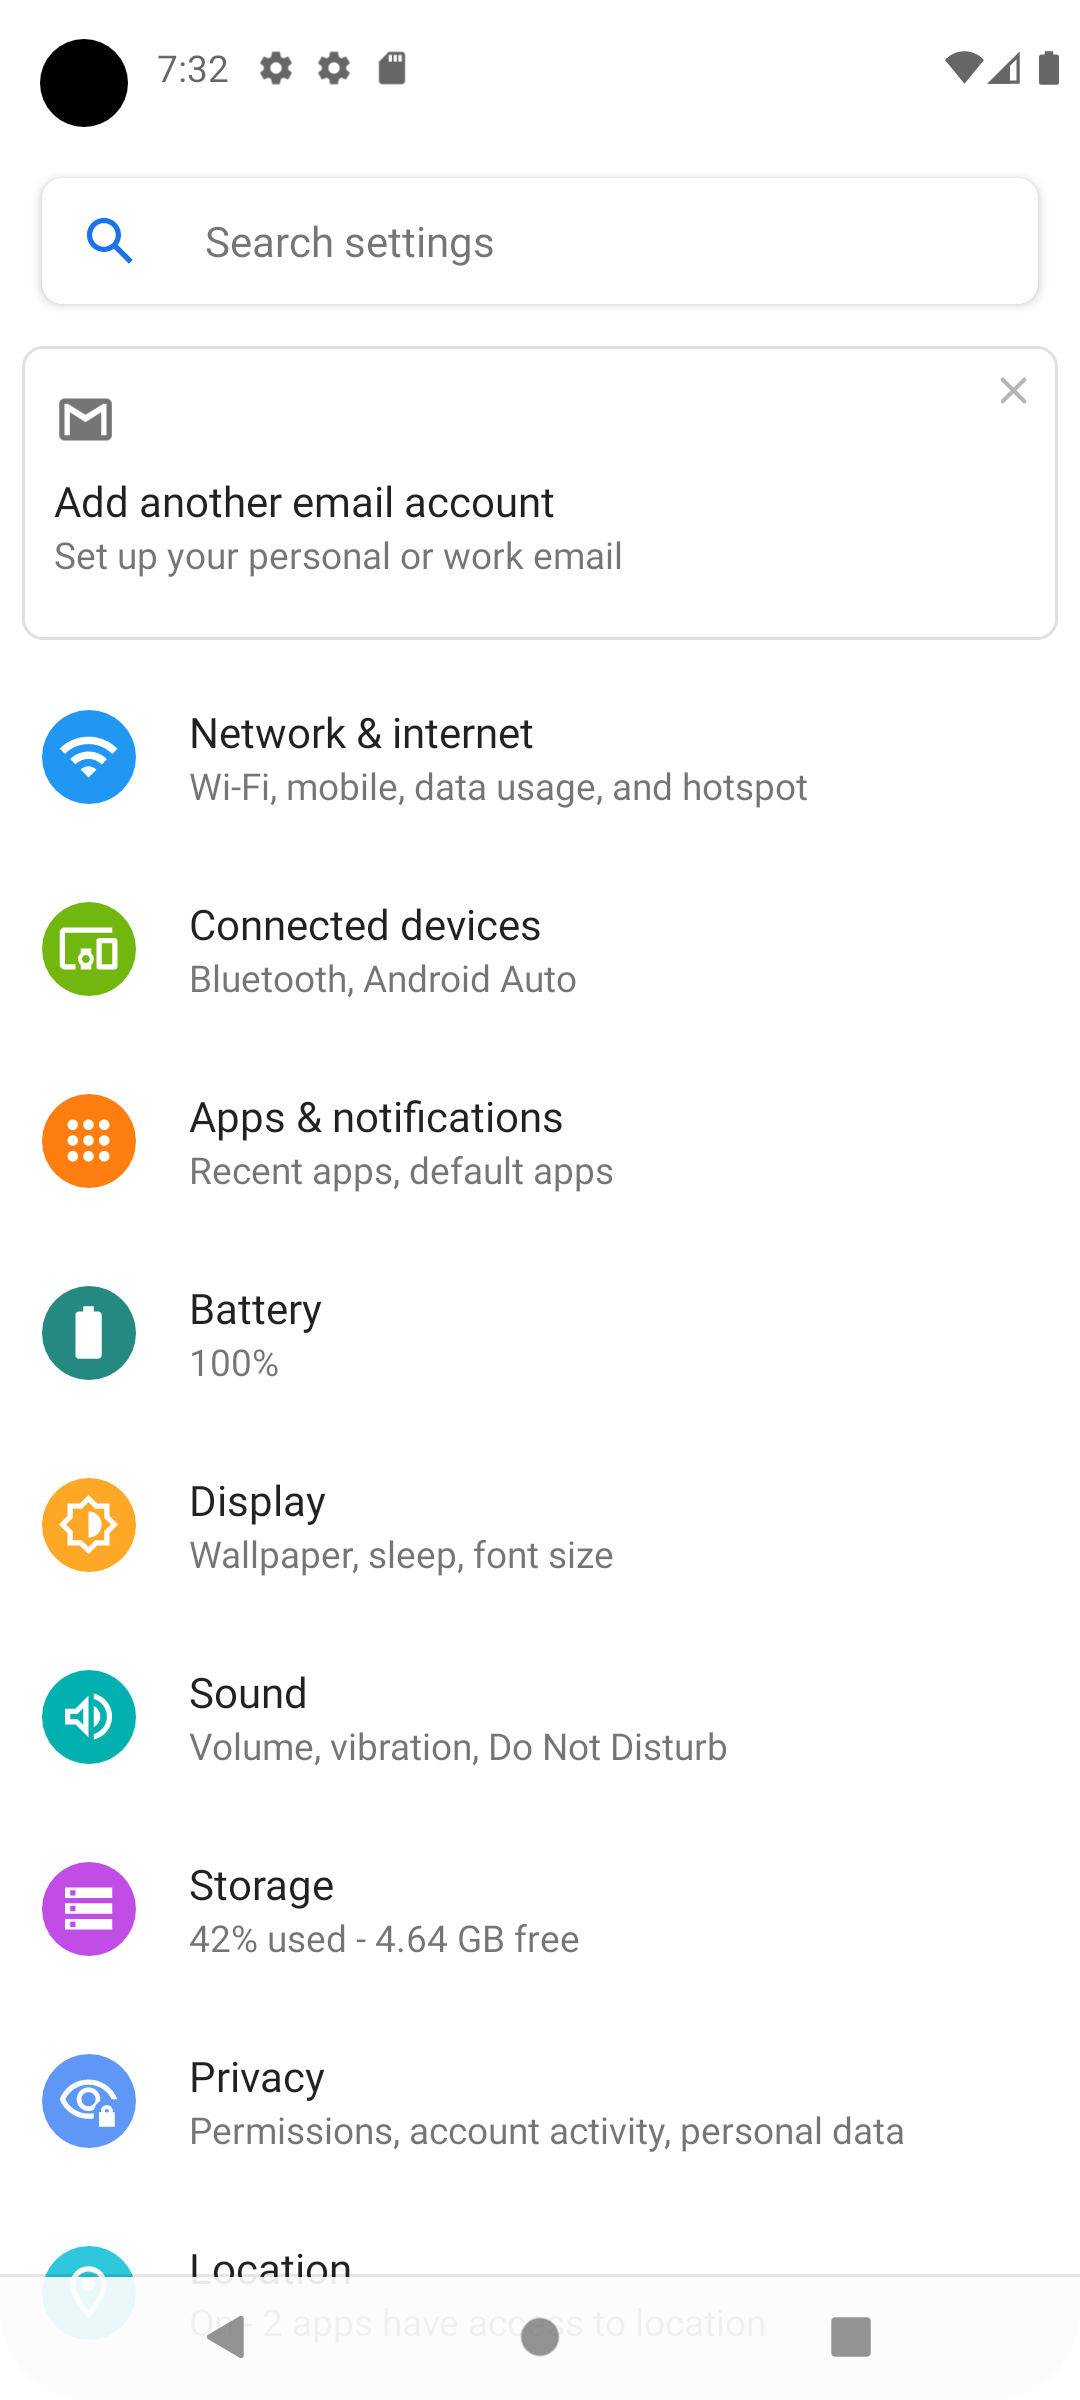 7:32
Search settings
Add another email account
Set up your personal or work email
Network & internet
Wi-Fi, mobile, data usage, and hotspot
Connected devices
Bluetooth, Android Auto
Apps & notifications
Recent apps, default apps
Battery
100%
Display
Wallpaper, sleep, font size
Sound
Volume, vibration, Do Not Disturb
Storage
42% used - 4.64 GB free
Privacy
Permissions, account activity, personal data
Location
On - 2 apps have access to location